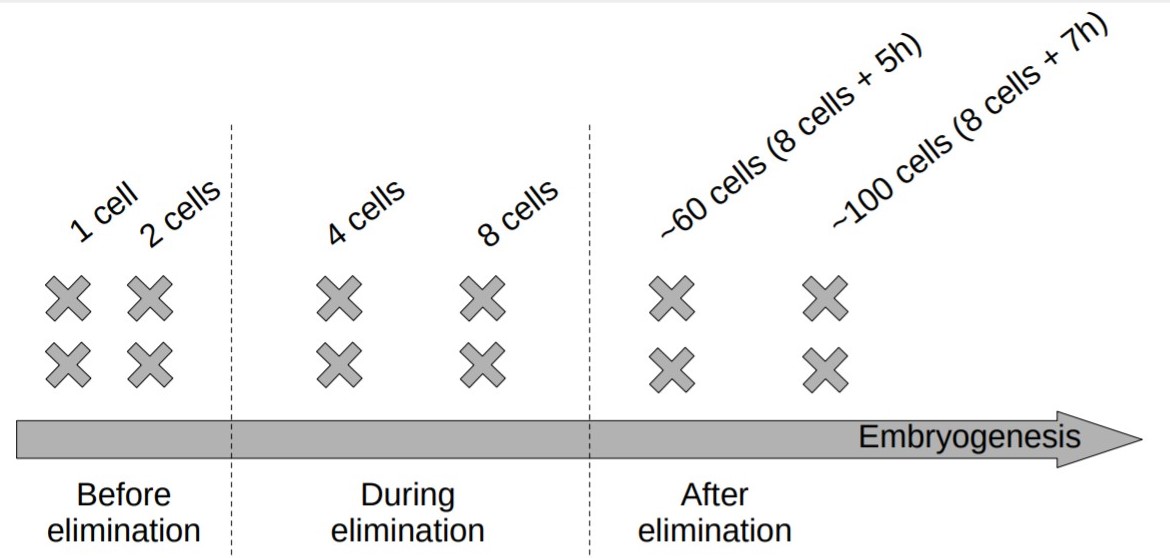 1 cell
2 cells
4 cells
8 cells
~60 cells (8 cells + 5h)
~100 cells (8 cells + 7h)
Embryogenesis
Before
elimination
During
elimination
After
elimination